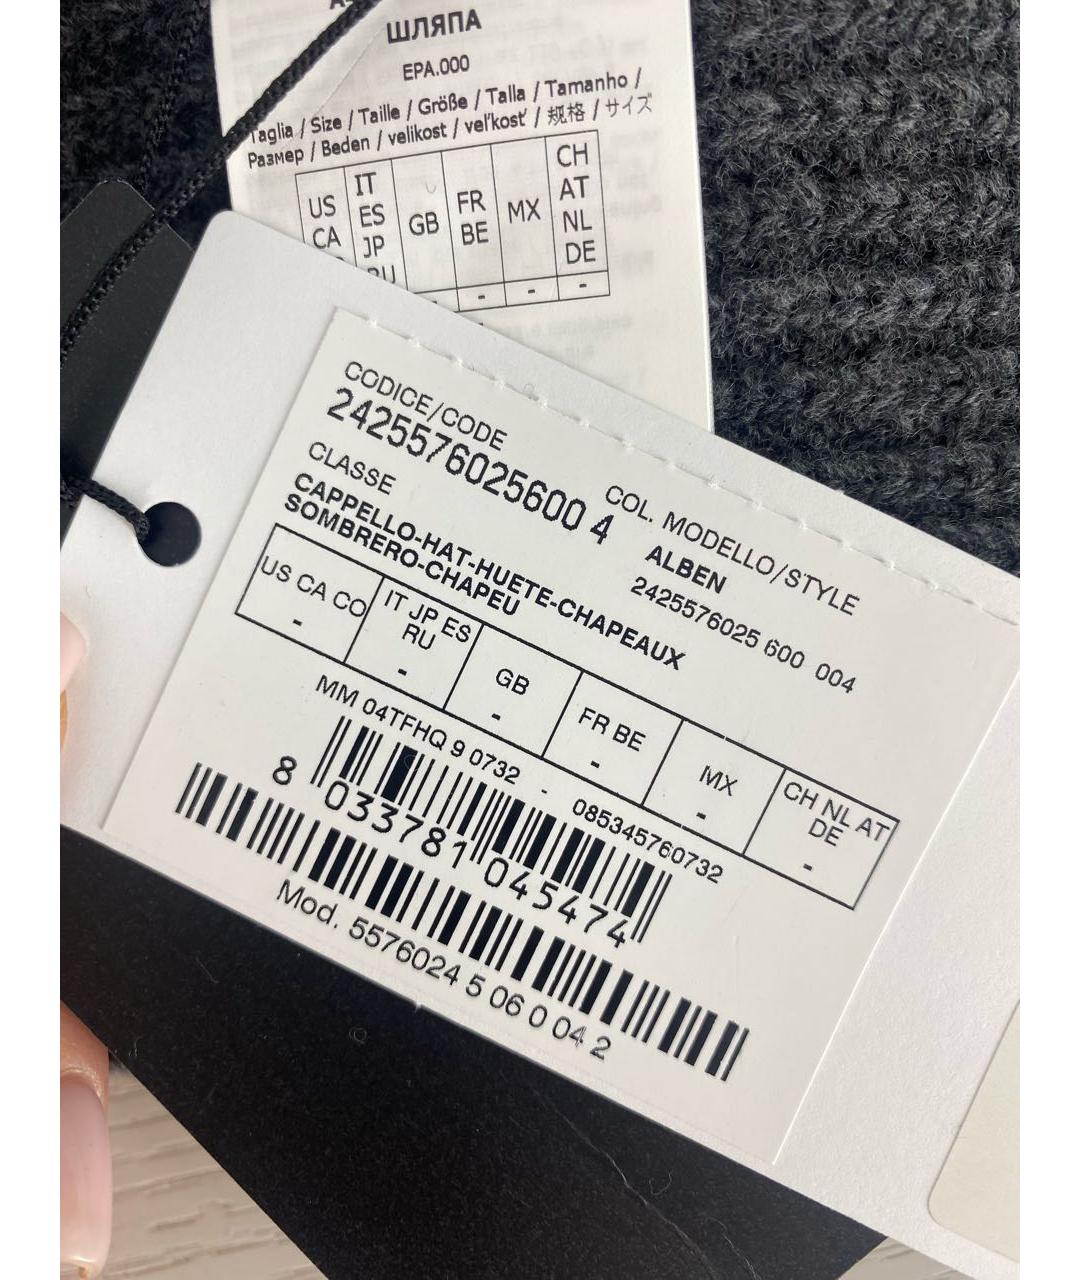 ШЛЯПА
EPA.000
Taglia / Size / Taille / Größe / Talla / Tamanho /
Размер / Beden / velikost / veľkosť / 规格 / サイズ
US CA
IT ES JP RU
GB
FR BE
MX
CH AT NL DE
- - - -
CODICE/CODE
2425576025600 4
COL. MODELLO/STYLE
ALBEN
2425576025 600 004
CLASSE
CAPPELLO-HAT-HUETE-CHAPEAUX
SOMBRERO-CHAPEU
US CA CO
-
IT JP ES RU
-
GB
-
FR BE
-
MX
-
CH NL AT DE
-
MM 04TFHQ 9 0732 - 085345760732
8 033781 045474
Mod. 5576024 5 06 0 04 2